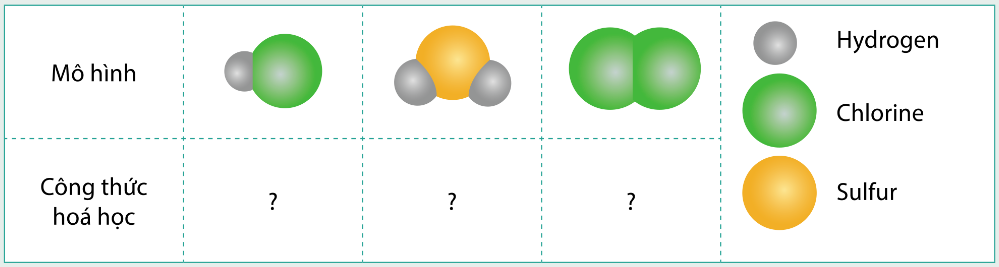 Mô hình
Hydrogen
Chlorine
Sulfur
Công thức
hoá học
?
?
?